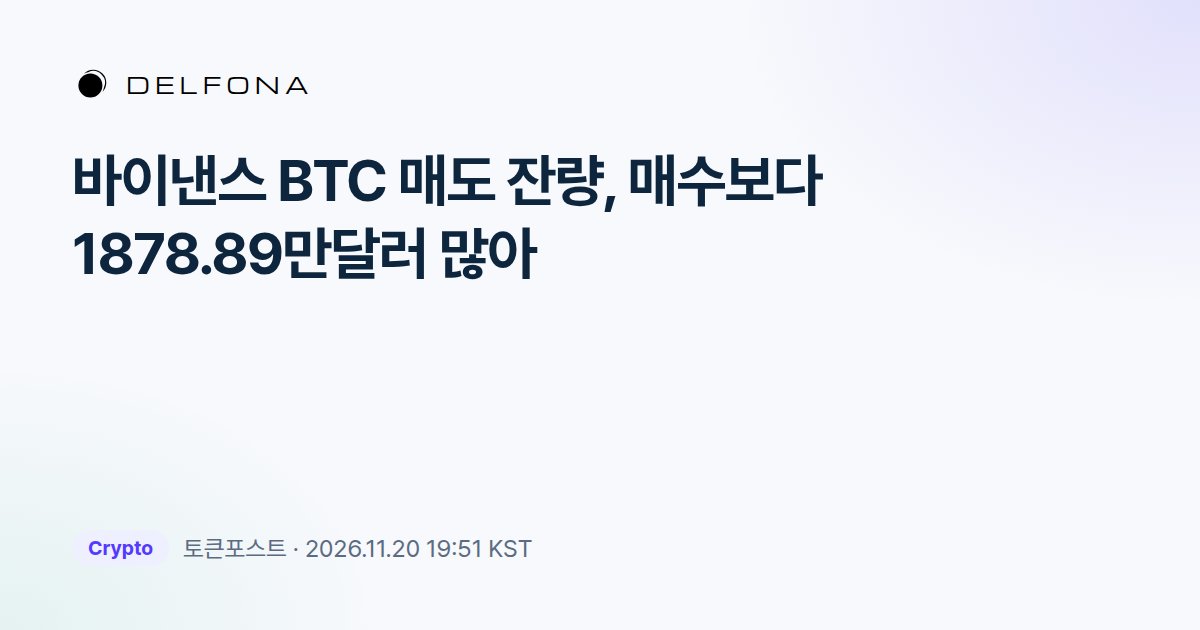 DELFONA
바이낸스 BTC 매도 잔량, 매수보다
1878.89만달러 많아
Crypto 토큰포스트 · 2026.11.20 19:51 KST